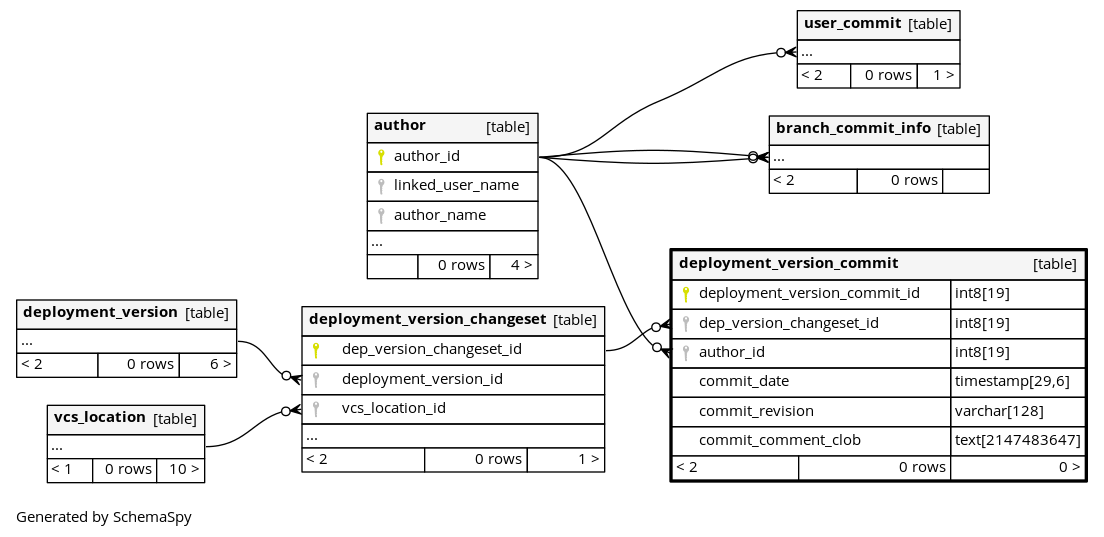 user_commit [table]
...
< 2 0 rows 1 >
author [table]
author_id
linked_user_name
author_name
...
0 rows 4 >
branch_commit_info [table]
...
< 2 0 rows
deployment_version_commit [table]
deployment_version_commit_id int8[19]
dep_version_changeset_id int8[19]
author_id int8[19]
commit_date timestamp[29,6]
commit_revision varchar[128]
commit_comment_clob text[2147483647]
< 2 0 rows 0 >
deployment_version [table]
...
< 2 0 rows 6 >
deployment_version_changeset [table]
dep_version_changeset_id
deployment_version_id
vcs_location_id
...
< 2 0 rows 1 >
vcs_location [table]
...
< 1 0 rows 10 >
Generated by SchemaSpy